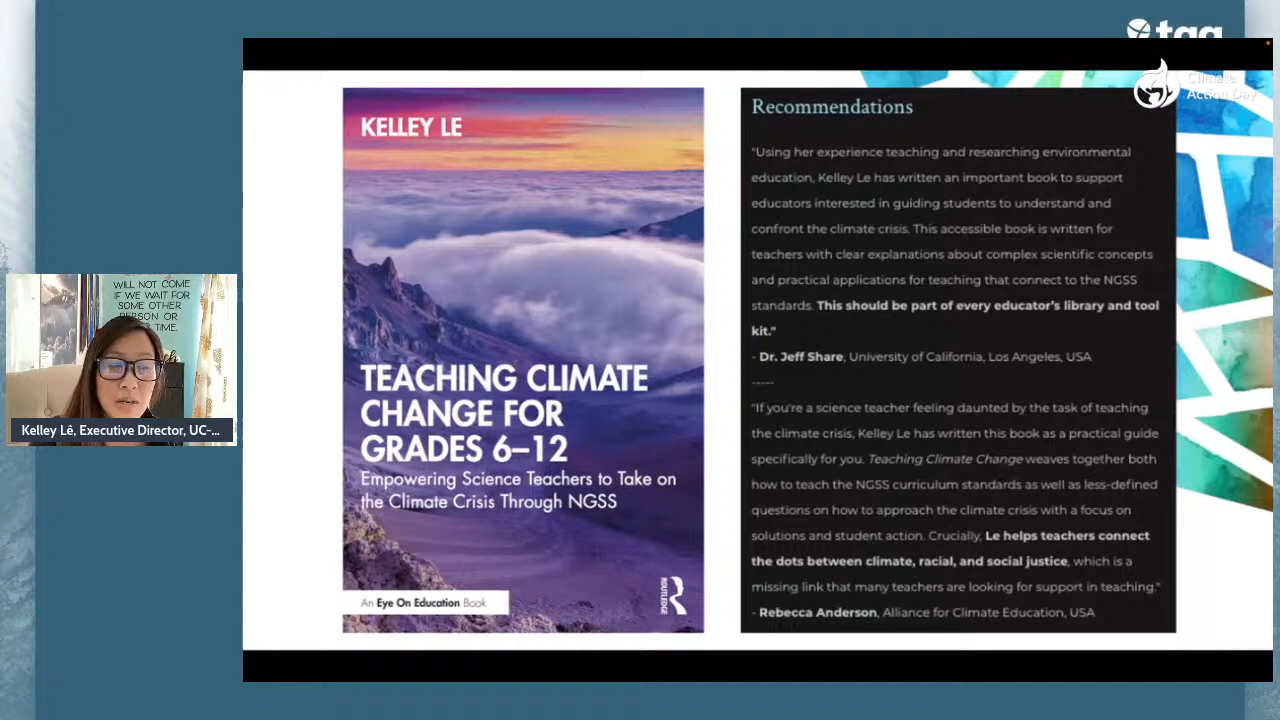 tag
Climate
Action Day
KELLEY LE
TEACHING CLIMATE
CHANGE FOR
GRADES 6–12
Empowering Science Teachers to Take on
the Climate Crisis Through NGSS
An Eye On Education Book
ROUTLEDGE
Recommendations
"Using her experience teaching and researching environmental
education, Kelley Le has written an important book to support
educators interested in guiding students to understand and
confront the climate crisis. This accessible book is written for
teachers with clear explanations about complex scientific concepts
and practical applications for teaching that connect to the NGSS
standards. This should be part of every educator's library and tool
kit."
- Dr. Jeff Share, University of California, Los Angeles, USA
-----
"If you're a science teacher feeling daunted by the task of teaching
the climate crisis, Kelley Le has written this book as a practical guide
specifically for you. Teaching Climate Change weaves together both
how to teach the NGSS curriculum standards as well as less-defined
questions on how to approach the climate crisis with a focus on
solutions and student action. Crucially, Le helps teachers connect
the dots between climate, racial, and social justice, which is a
missing link that many teachers are looking for support in teaching."
- Rebecca Anderson, Alliance for Climate Education, USA
WILL NOT COME
IF WE WAIT FOR
SOME OTHER
PERSON OR
TIME.
Kelley Lê, Executive Director, UC-...